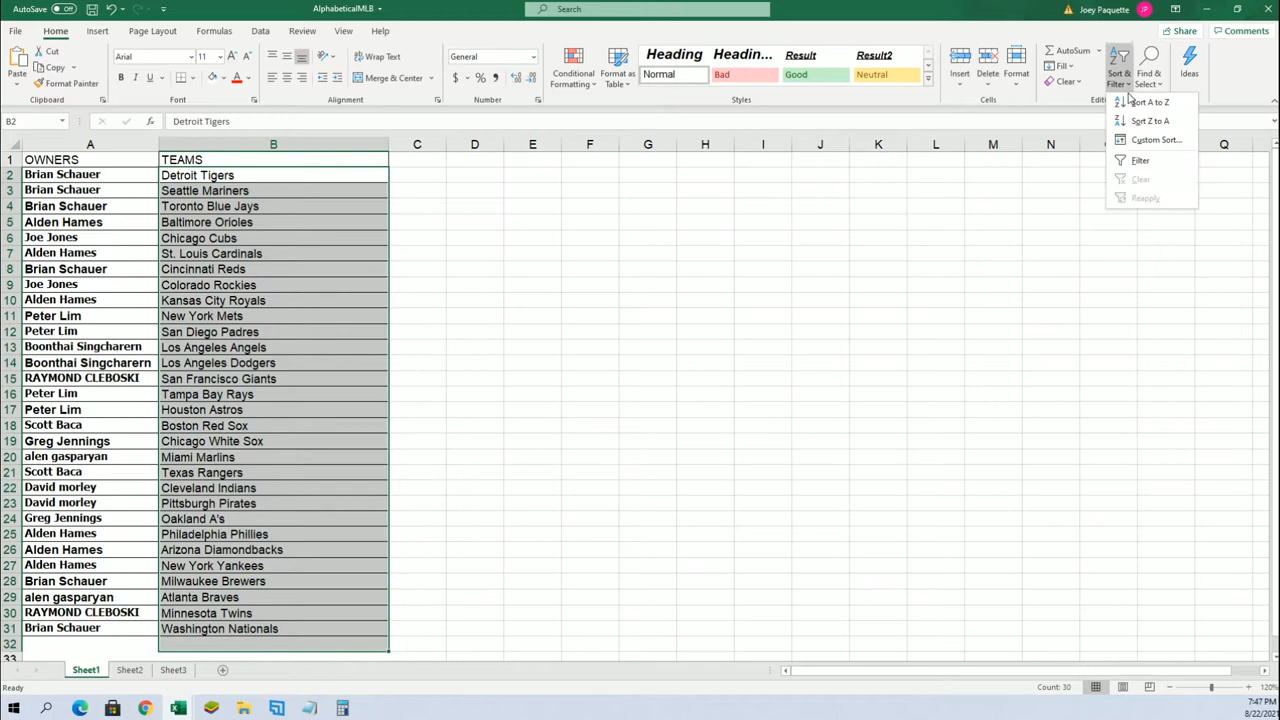 AutoSave Off AlphabeticalMLB Search Joey Paquette JP
File Home Insert Page Layout Formulas Data Review View Help Share Comments
Paste Cut Copy Format Painter Clipboard
Arial 11 B I U A Font
Wrap Text Merge & Center Alignment
General $ % Number
Conditional Formatting Format as Table Heading Headin... Result Result2 Normal Bad Good Neutral Styles
Insert Delete Format Cells
AutoSum Fill Clear Sort & Filter Find & Select Ideas
Sort A to Z
Sort Z to A
Custom Sort...
Filter
Clear
Reapply
B2 fx Detroit Tigers
A B C D E F G H I J K L M N Q
1 OWNERS TEAMS
2 Brian Schauer Detroit Tigers
3 Brian Schauer Seattle Mariners
4 Brian Schauer Toronto Blue Jays
5 Alden Hames Baltimore Orioles
6 Joe Jones Chicago Cubs
7 Alden Hames St. Louis Cardinals
8 Brian Schauer Cincinnati Reds
9 Joe Jones Colorado Rockies
10 Alden Hames Kansas City Royals
11 Peter Lim New York Mets
12 Peter Lim San Diego Padres
13 Boonthai Singcharern Los Angeles Angels
14 Boonthai Singcharern Los Angeles Dodgers
15 RAYMOND CLEBOSKI San Francisco Giants
16 Peter Lim Tampa Bay Rays
17 Peter Lim Houston Astros
18 Scott Baca Boston Red Sox
19 Greg Jennings Chicago White Sox
20 alen gasparyan Miami Marlins
21 Scott Baca Texas Rangers
22 David morley Cleveland Indians
23 David morley Pittsburgh Pirates
24 Greg Jennings Oakland A's
25 Alden Hames Philadelphia Phillies
26 Alden Hames Arizona Diamondbacks
27 Alden Hames New York Yankees
28 Brian Schauer Milwaukee Brewers
29 alen gasparyan Atlanta Braves
30 RAYMOND CLEBOSKI Minnesota Twins
31 Brian Schauer Washington Nationals
32
33
Sheet1 Sheet2 Sheet3
Ready Count: 30 120%
7:47 PM